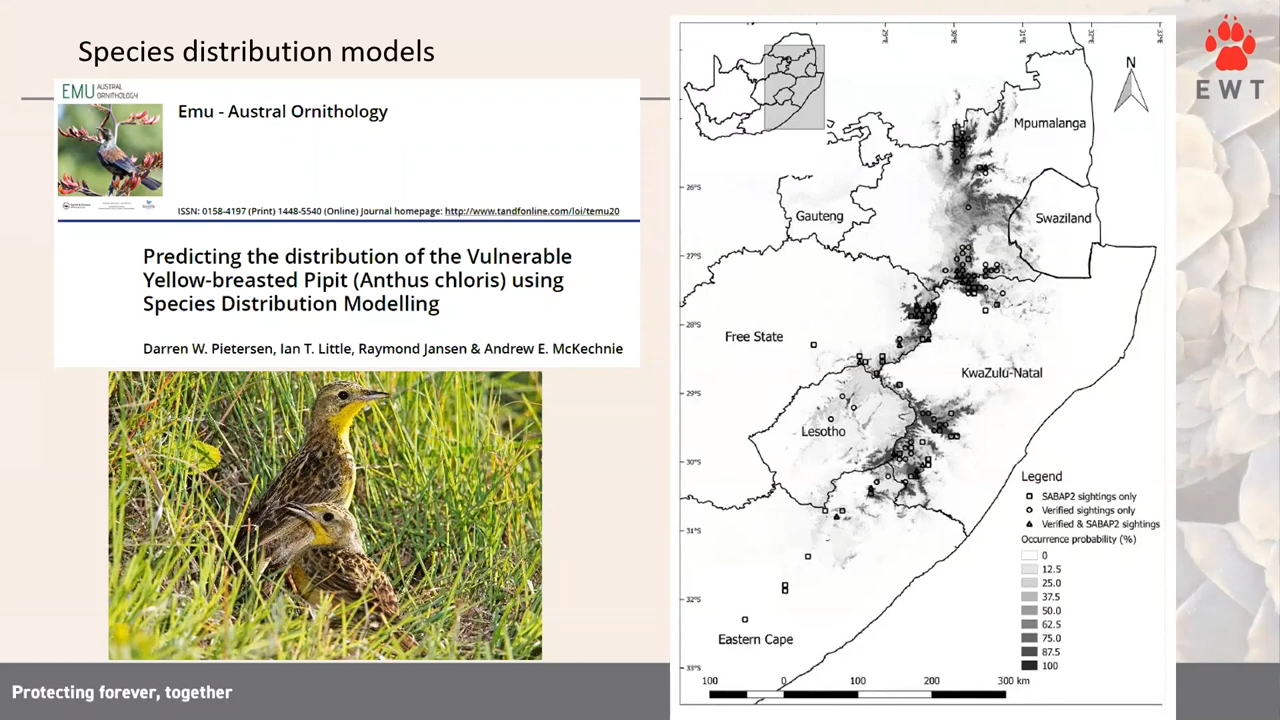 Species distribution models
EMU AUSTRAL
ORNITHOLOGY
Emu - Austral Ornithology
ISSN: 0158-4197 (Print) 1448-5540 (Online) Journal homepage: http://www.tandfonline.com/loi/temu20
Predicting the distribution of the Vulnerable
Yellow-breasted Pipit (Anthus chloris) using
Species Distribution Modelling
Darren W. Pietersen, Ian T. Little, Raymond Jansen & Andrew E. McKechnie
Protecting forever, together
29°E
30°E
31°E
32°E
33°E
N
Mpumalanga
26°S
Gauteng
Swaziland
27°S
28°S
Free State
KwaZulu-Natal
29°S
Lesotho
30°S
31°S
32°S
Eastern Cape
33°S
Legend
SABAP2 sightings only
Verified sightings only
Verified & SABAP2 sightings
Occurrence probability (%)
0
12.5
25.0
37.5
50.0
62.5
75.0
87.5
100
100 0 100 200 300 km
EWT